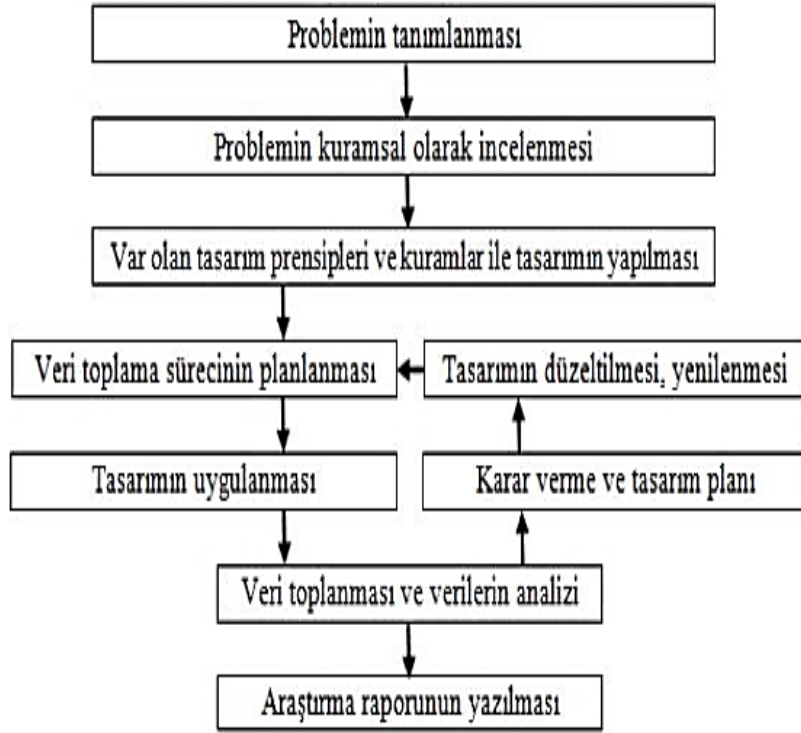 Problemin tanımlanması
Problemin kuramsal olarak incelenmesi
Var olan tasarım prensipleri ve kuramlar ile tasarımın yapılması
Veri toplama sürecinin planlanması
Tasarımın düzeltilmesi, yenilenmesi
Tasarımın uygulanması
Karar verme ve tasarım planı
Veri toplanması ve verilerin analizi
Araştırma raporunun yazılması